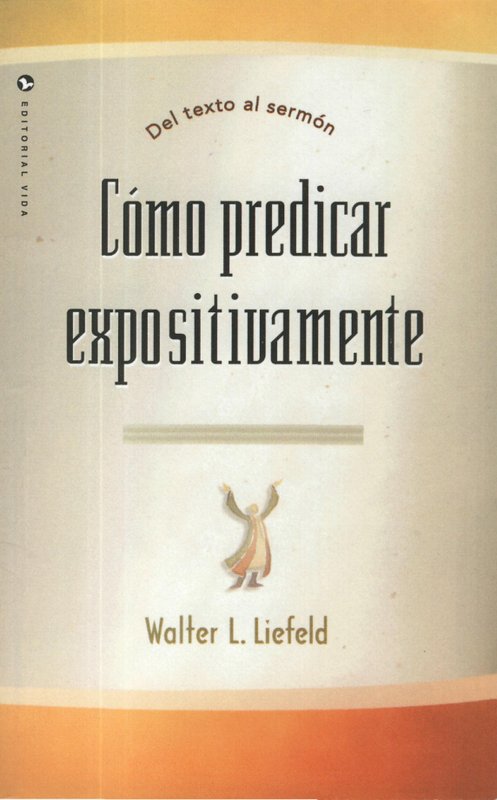 EDITORIAL VIDA
Del texto al sermón
Cómo predicar
expositivamente
Walter L. Liefeld